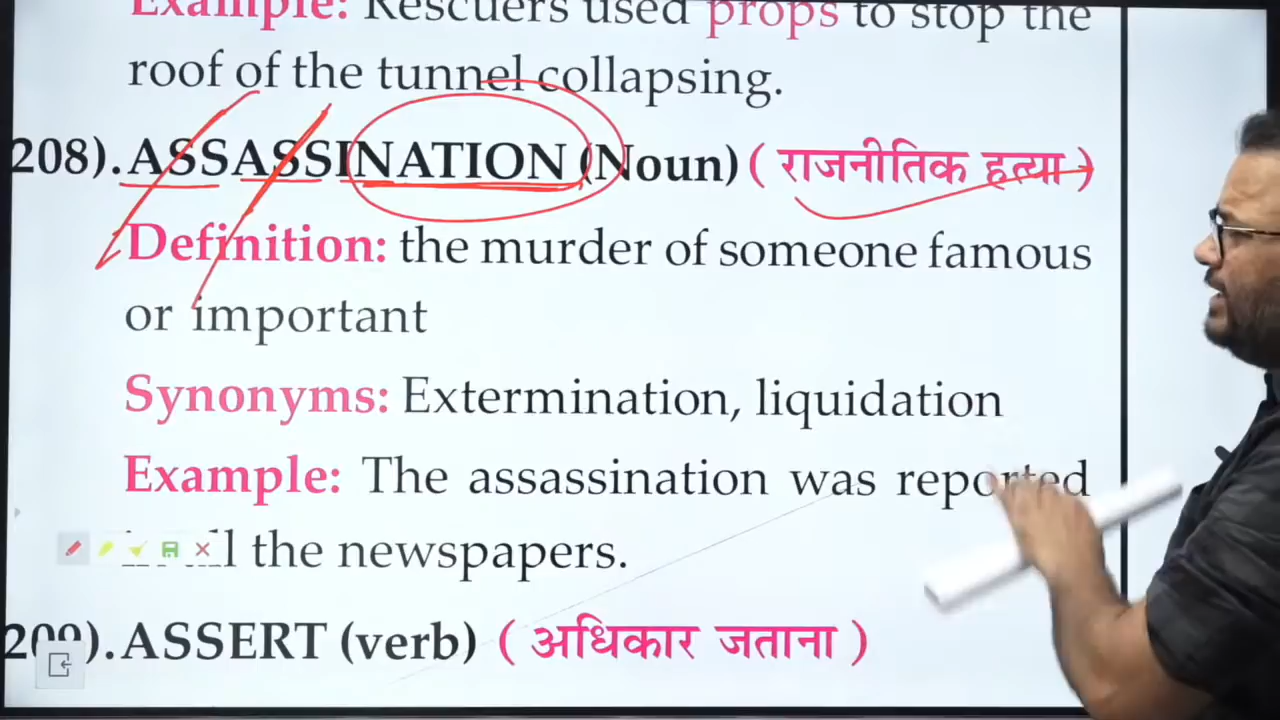 Example: Rescuers used props to stop the
roof of the tunnel collapsing.
208).ASSASSINATION (Noun) ( राजनीतिक हत्या )
Definition: the murder of someone famous
or important
Synonyms: Extermination, liquidation
Example: The assassination was reported
the newspapers.
209).ASSERT (verb) ( अधिकार जताना )